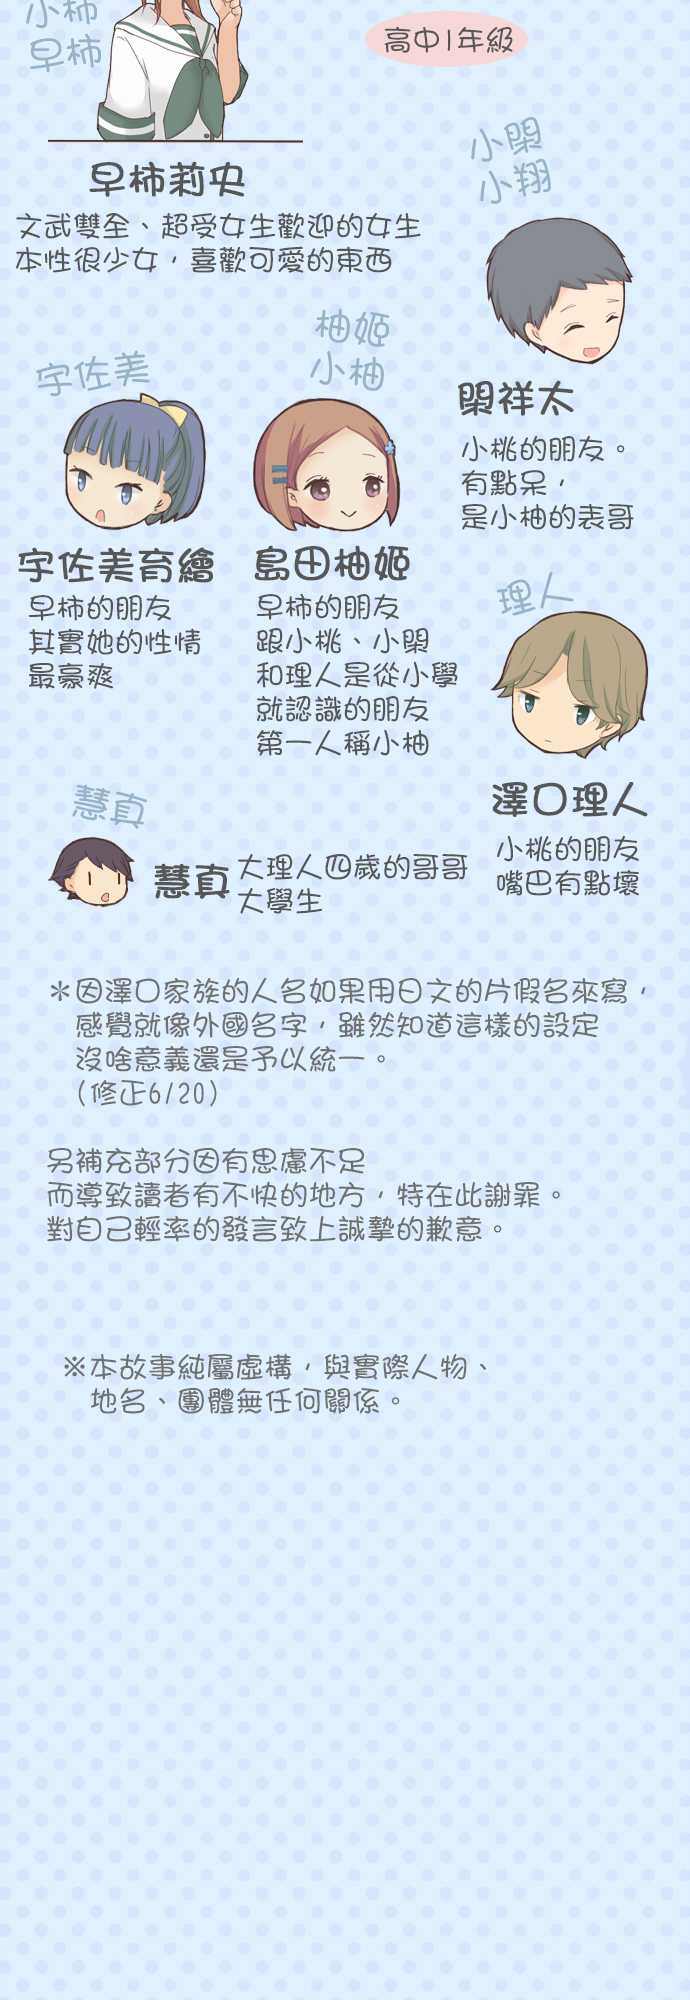 小柿
早柿
高中1年級
早柿莉央
文武雙全、超受女生歡迎的女生
本性很少女，喜歡可愛的東西
小閑
小翔
閑祥太
小桃的朋友。
有點呆，
是小柚的表哥
宇佐美
宇佐美育繪
早柿的朋友
其實她的性情
最豪爽
柚姬
小柚
島田柚姬
早柿的朋友
跟小桃、小閑
和理人是從小學
就認識的朋友
第一人稱小柚
理人
澤口理人
小桃的朋友
嘴巴有點壞
慧真
慧真
大理人四歲的哥哥
大學生
＊因澤口家族的人名如果用日文的片假名來寫，
感覺就像外國名字，雖然知道這樣的設定
沒啥意義還是予以統一。
（修正6/20）
另補充部分因有思慮不足
而導致讀者有不快的地方，特在此謝罪。
對自己輕率的發言致上誠摯的歉意。
※本故事純屬虛構，與實際人物、
地名、團體無任何關係。